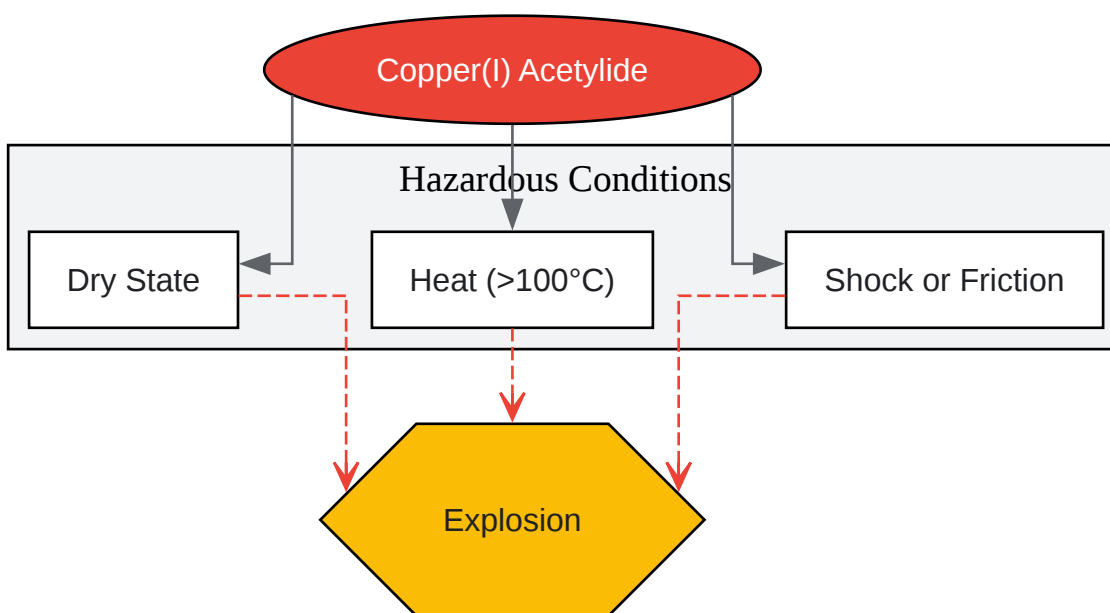 Copper(I) Acetylide
Hazardous Conditions
Dry State
Heat (>100°C)
Shock or Friction
Explosion